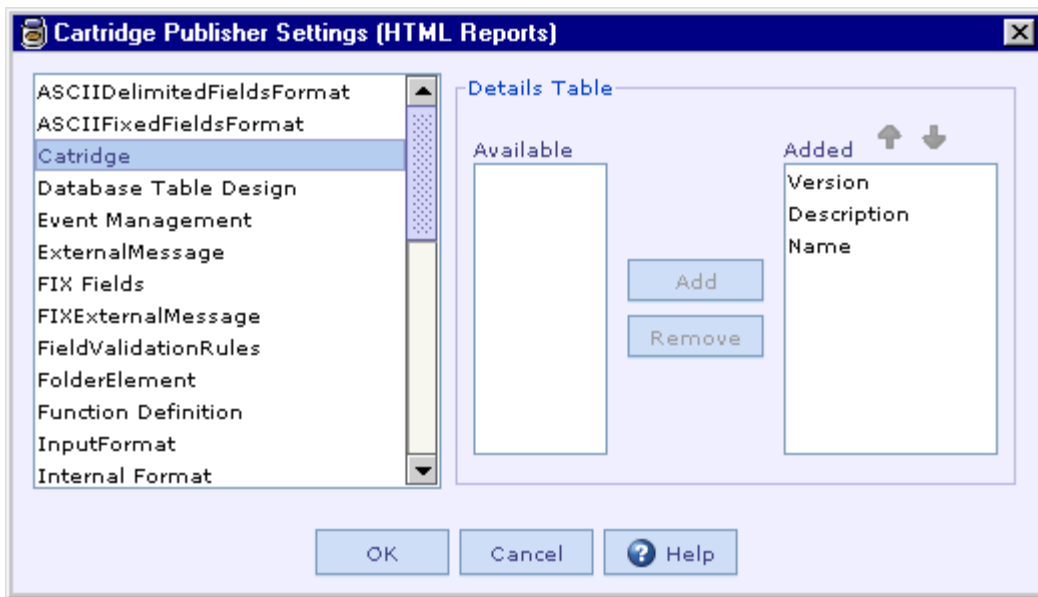 Cartridge Publisher Settings (HTML Reports)
ASCIIDelimitedFieldsFormat
ASCIIFixedFieldsFormat
Catridge
Database Table Design
Event Management
ExternalMessage
FIX Fields
FIXExternalMessage
FieldValidationRules
FolderElement
Function Definition
InputFormat
Internal Format
Details Table
Available
Add
Remove
Added
Version
Description
Name
OK
Cancel
? Help